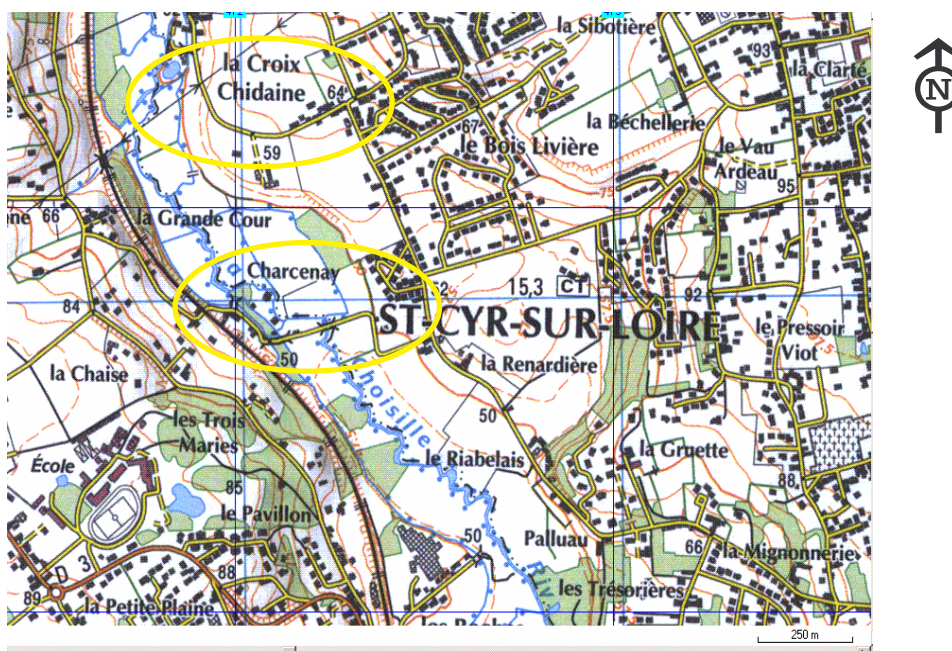 la Sibotière
93
la Clarté
la Croix
Chidaine
64
la Béchellerie
67
le Bois Livière
le Vau
Ardeau
59
95
75
66
la Grande Cour
Charcenay
62
15,3
CT
92
84
ST-CYR-SUR-LOIRE
le Pressoir
Viot
50
la Renardière
la Chaise
Choisille
50
les Trois
Maries
la Gruette
École
le Riabelais
85
88
le Pavillon
50
Palluau
66
la Mignonnerie
D 3
88
les Trésorières
89
la Petite Plaine
N
250 m